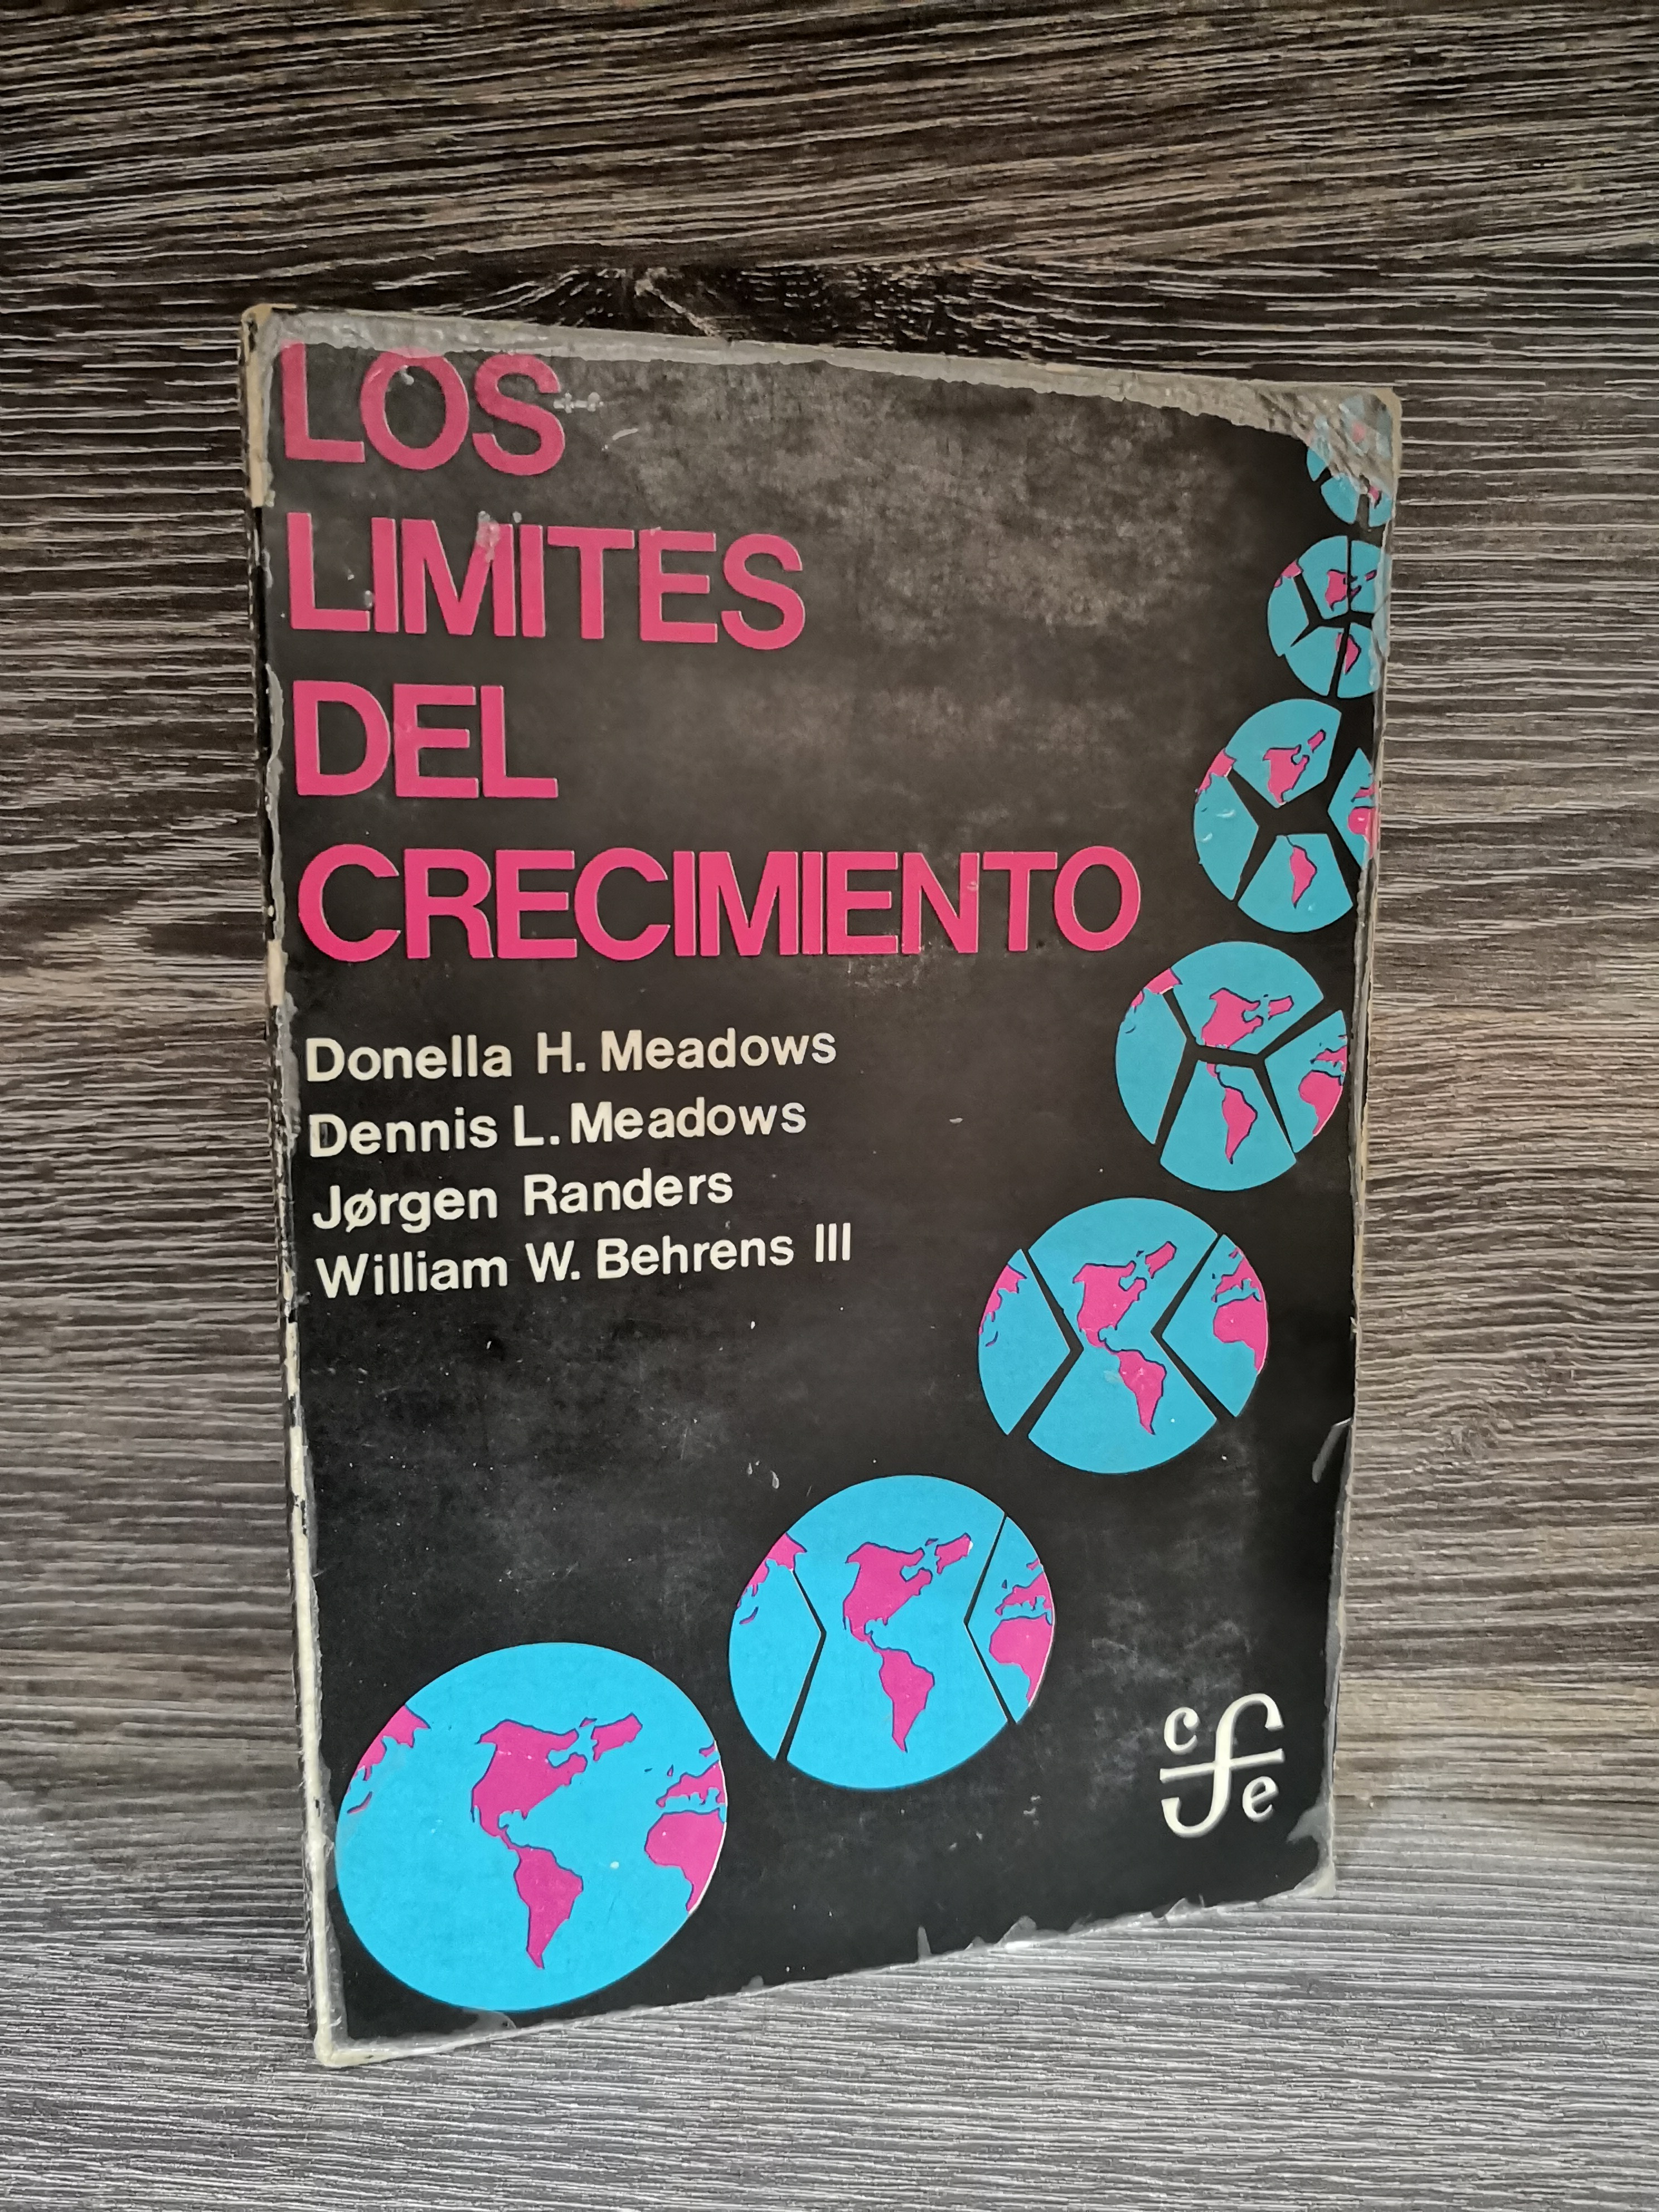 LOS
LIMITES
DEL
CRECIMIENTO
Donella H. Meadows
Dennis L. Meadows
Jørgen Randers
William W. Behrens III
cfe